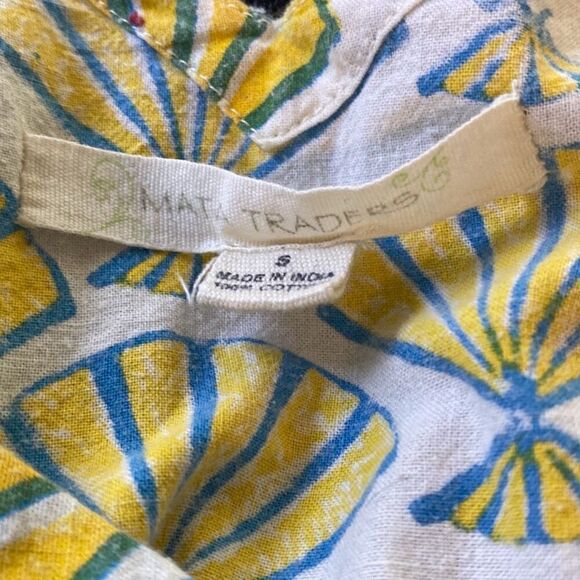 MATA TRADERS
S
MADE IN INDIA
100% COTTON